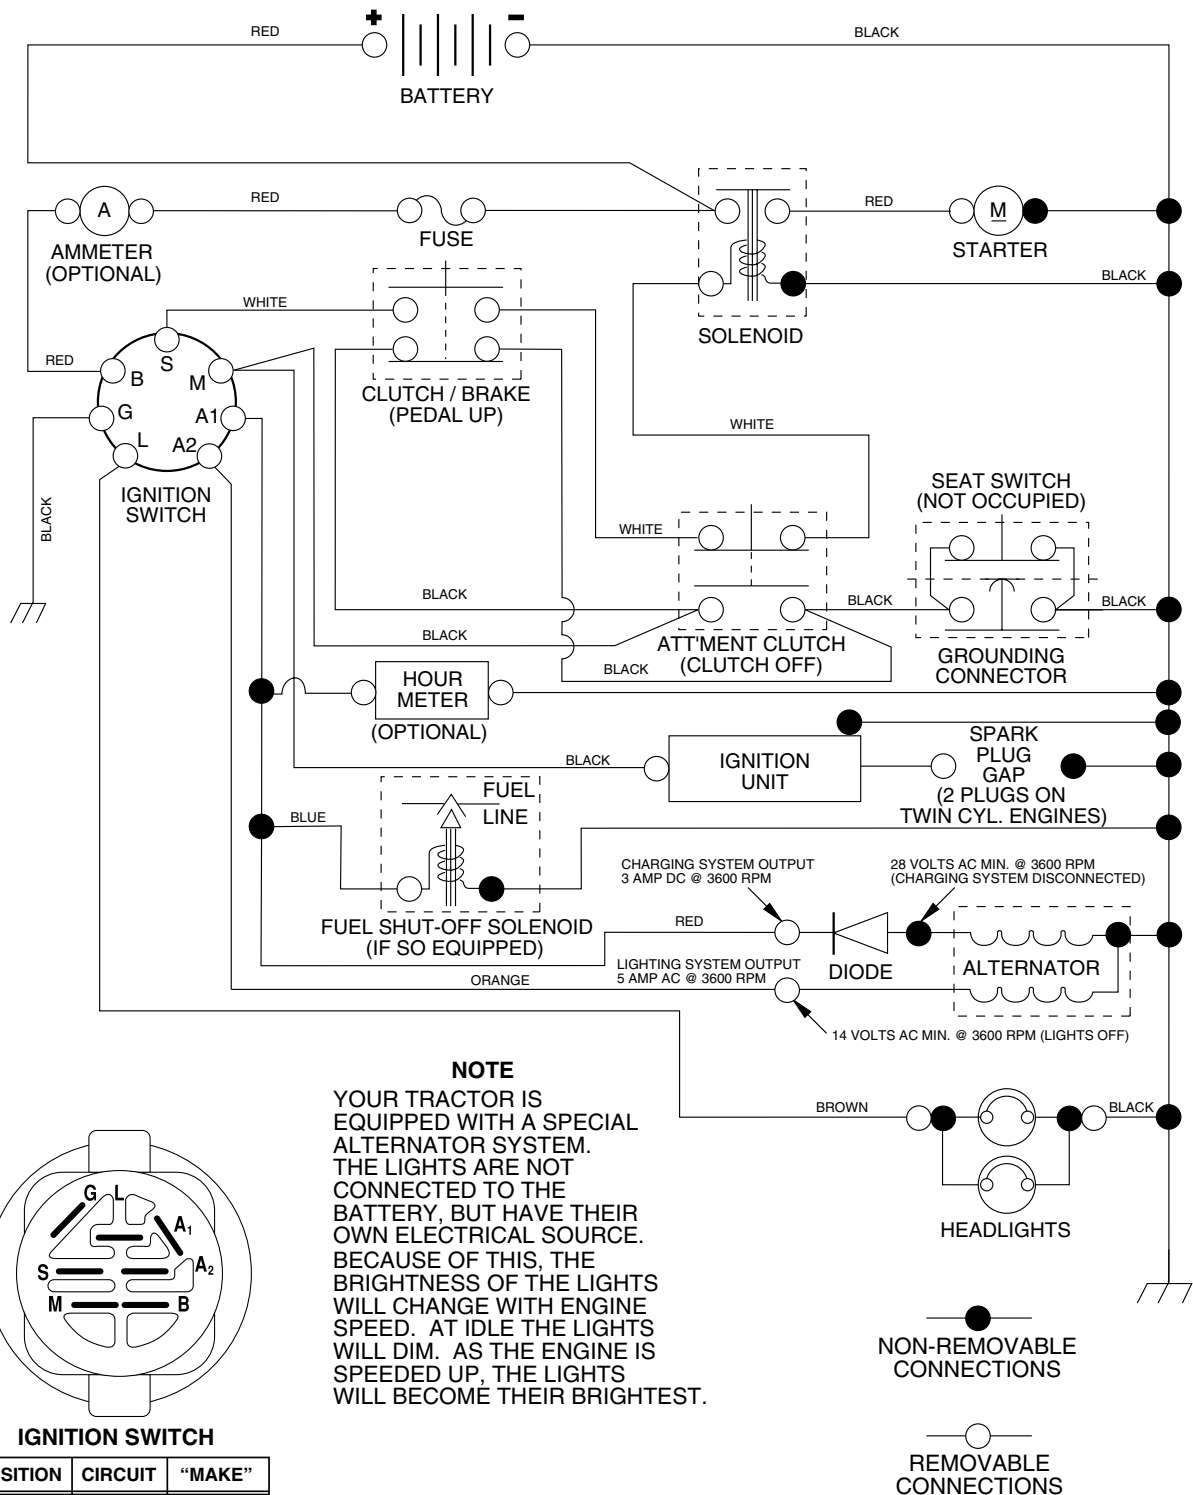 + -
RED
BLACK
BATTERY
A
RED
FUSE
RED
M
STARTER
AMMETER
(OPTIONAL)
BLACK
SOLENOID
WHITE
RED
S
B
M
G
A1
L
A2
IGNITION
SWITCH
BLACK
CLUTCH / BRAKE
(PEDAL UP)
WHITE
SEAT SWITCH
(NOT OCCUPIED)
WHITE
BLACK
BLACK
BLACK
BLACK
ATT'MENT CLUTCH
(CLUTCH OFF)
BLACK
GROUNDING
CONNECTOR
HOUR
METER
(OPTIONAL)
BLACK
IGNITION
UNIT
SPARK
PLUG
GAP
(2 PLUGS ON
TWIN CYL. ENGINES)
FUEL
LINE
BLUE
FUEL SHUT-OFF SOLENOID
(IF SO EQUIPPED)
CHARGING SYSTEM OUTPUT
3 AMP DC @ 3600 RPM
28 VOLTS AC MIN. @ 3600 RPM
(CHARGING SYSTEM DISCONNECTED)
RED
DIODE
ALTERNATOR
LIGHTING SYSTEM OUTPUT
5 AMP AC @ 3600 RPM
ORANGE
14 VOLTS AC MIN. @ 3600 RPM (LIGHTS OFF)
NOTE
YOUR TRACTOR IS
EQUIPPED WITH A SPECIAL
ALTERNATOR SYSTEM.
THE LIGHTS ARE NOT
CONNECTED TO THE
BATTERY, BUT HAVE THEIR
OWN ELECTRICAL SOURCE.
BECAUSE OF THIS, THE
BRIGHTNESS OF THE LIGHTS
WILL CHANGE WITH ENGINE
SPEED. AT IDLE THE LIGHTS
WILL DIM. AS THE ENGINE IS
SPEEDED UP, THE LIGHTS
WILL BECOME THEIR BRIGHTEST.
BROWN
BLACK
HEADLIGHTS
G L
A1
S
A2
M
B
IGNITION SWITCH
SITION CIRCUIT “MAKE”
NON-REMOVABLE
CONNECTIONS
REMOVABLE
CONNECTIONS